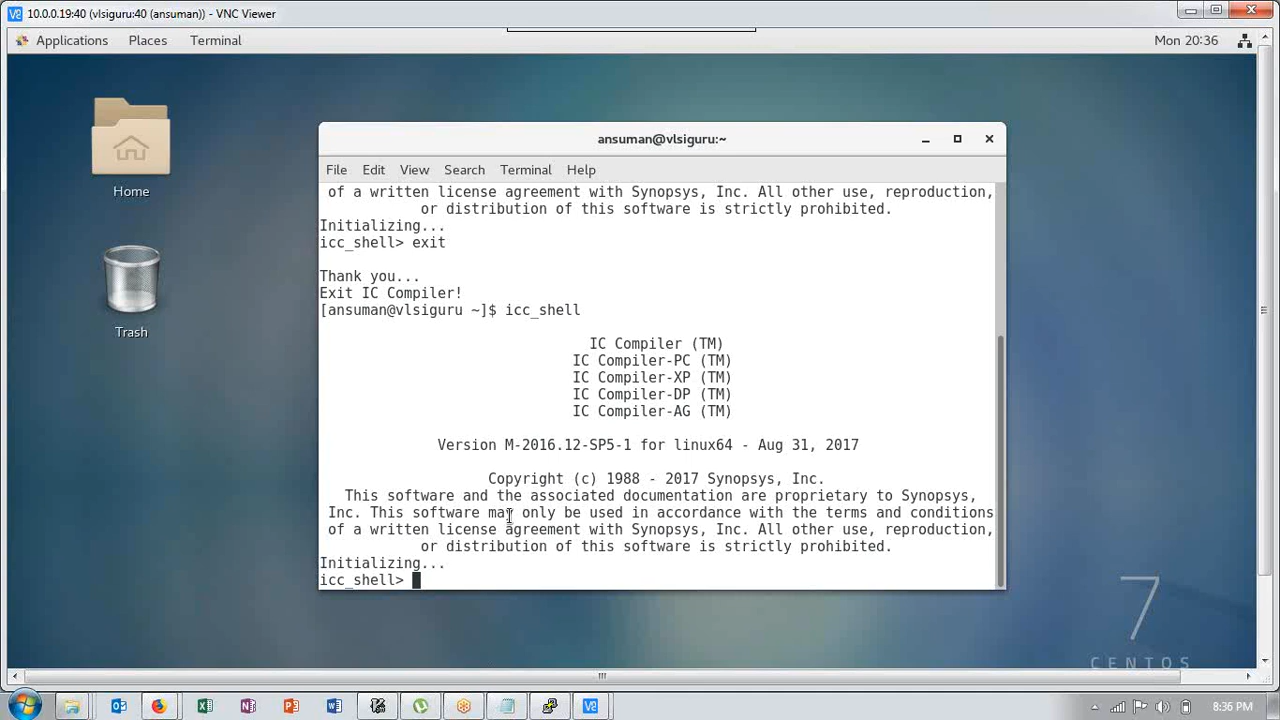 10.0.0.19:40 (vlsiguru:40 (ansuman)) - VNC Viewer
Applications Places Terminal Mon 20:36
Home
Trash
ansuman@vlsiguru:~
File Edit View Search Terminal Help
of a written license agreement with Synopsys, Inc. All other use, reproduction,
or distribution of this software is strictly prohibited.
Initializing...
icc_shell> exit
Thank you...
Exit IC Compiler!
[ansuman@vlsiguru ~]$ icc_shell
IC Compiler (TM)
IC Compiler-PC (TM)
IC Compiler-XP (TM)
IC Compiler-DP (TM)
IC Compiler-AG (TM)
Version M-2016.12-SP5-1 for linux64 - Aug 31, 2017
Copyright (c) 1988 - 2017 Synopsys, Inc.
This software and the associated documentation are proprietary to Synopsys,
Inc. This software may only be used in accordance with the terms and conditions
of a written license agreement with Synopsys, Inc. All other use, reproduction,
or distribution of this software is strictly prohibited.
Initializing...
icc_shell>
7
CENTOS
8:36 PM